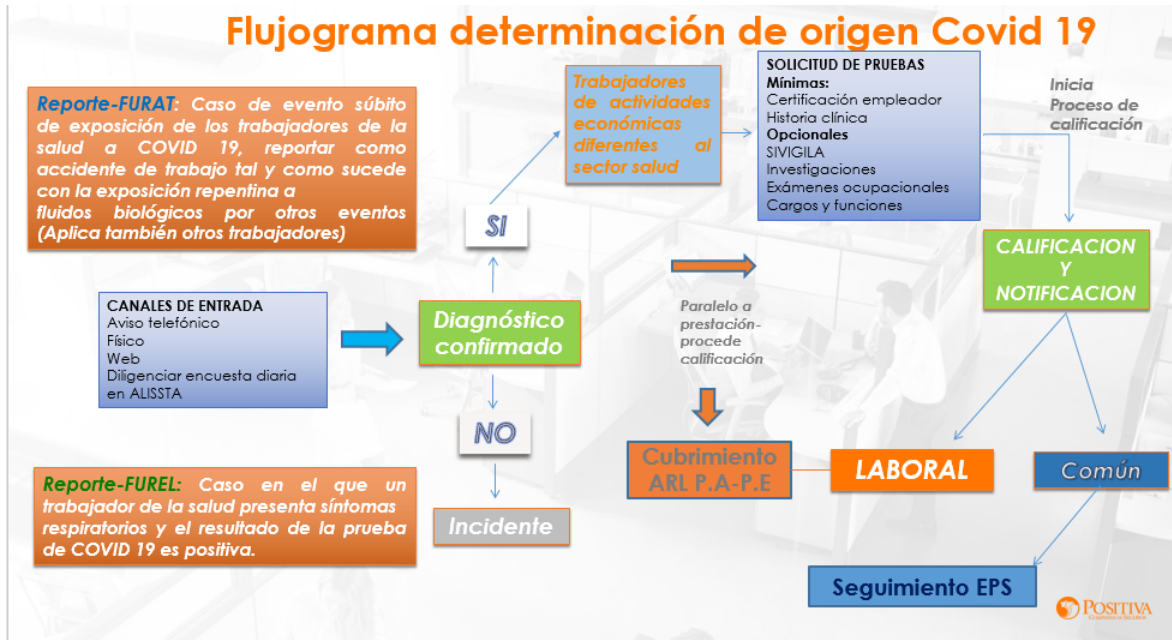 Flujograma determinación de origen Covid 19
Reporte-FURAT: Caso de evento súbito
de exposición de los trabajadores de la
salud a COVID 19, reportar como
accidente de trabajo tal y como sucede
con la exposición repentina a
fluidos biológicos por otros eventos
(Aplica también otros trabajadores)
Trabajadores
de actividades
económicas
diferentes al
sector salud
SOLICITUD DE PRUEBAS
Mínimas:
Certificación empleador
Historia clínica
Opcionales
SIVIGILA
Investigaciones
Exámenes ocupacionales
Cargos y funciones
Inicia
Proceso de
calificación
SI
CALIFICACION
Y
NOTIFICACION
CANALES DE ENTRADA
Aviso telefónico
Físico
Web
Diligenciar encuesta diaria
en ALISSTA
Diagnóstico
confirmado
Paralelo a
prestación-
procede
calificación
NO
Cubrimiento
ARL P.A-P.E
LABORAL
Común
Reporte-FUREL: Caso en el que un
trabajador de la salud presenta síntomas
respiratorios y el resultado de la prueba
de COVID 19 es positiva.
Incidente
Seguimiento EPS
POSITIVA
COMPAÑÍA DE SEGUROS